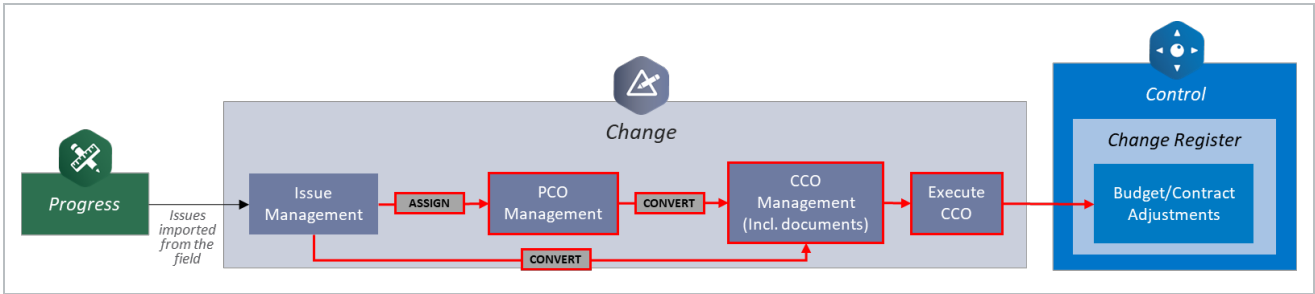 Progress
Issues
imported
from the
field
Change
Issue
Management
ASSIGN
PCO
Management
CONVERT
CCO
Management
(Incl. documents)
Execute
CCO
CONVERT
Control
Change Register
Budget/Contract
Adjustments